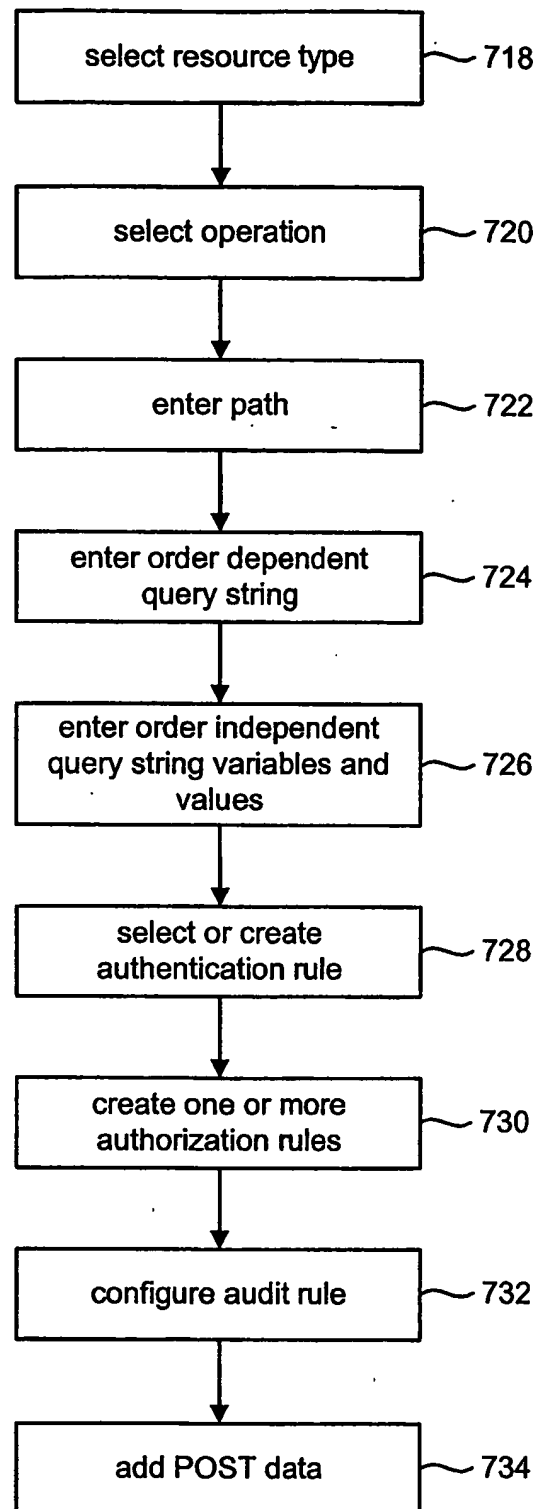 select resource type
718
select operation
720
enter path
722
enter order dependent
query string
724
enter order independent
query string variables and
values
726
select or create
authentication rule
728
create one or more
authorization rules
730
configure audit rule
732
add POST data
734